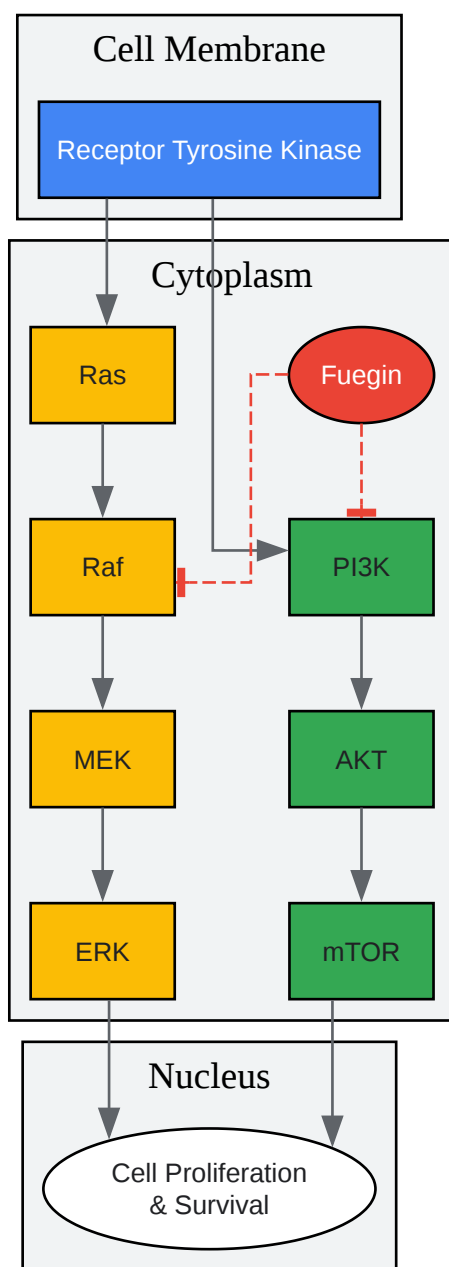 Cell Membrane
Receptor Tyrosine Kinase
Cytoplasm
Ras
Fuegin
Raf
PI3K
MEK
AKT
ERK
mTOR
Nucleus
Cell Proliferation
& Survival